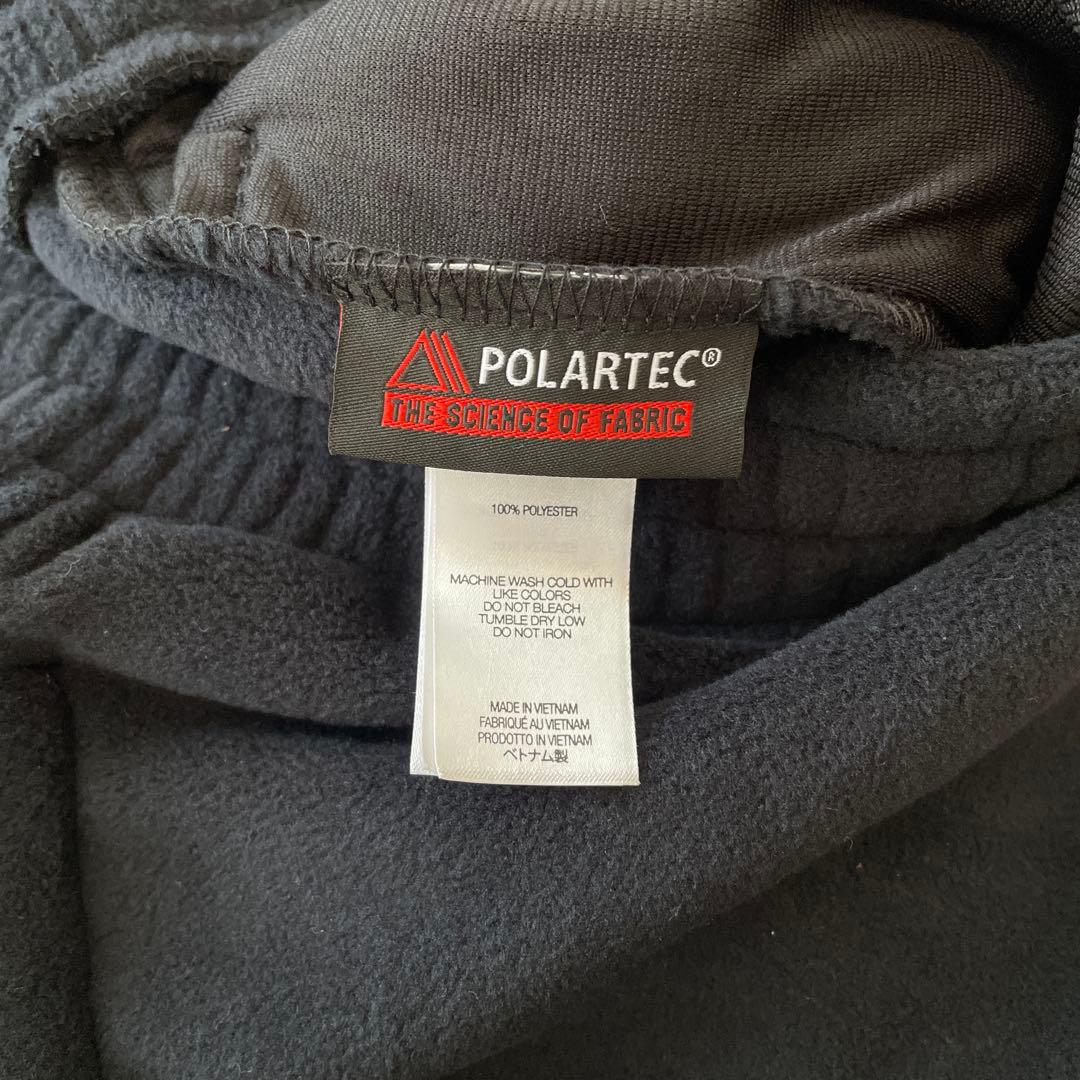 POLARTEC®
THE SCIENCE OF FABRIC
100% POLYESTER
MACHINE WASH COLD WITH
LIKE COLORS
DO NOT BLEACH
TUMBLE DRY LOW
DO NOT IRON
MADE IN VIETNAM
FABRIQUÉ AU VIETNAM
PRODOTTO IN VIETNAM
ベトナム製